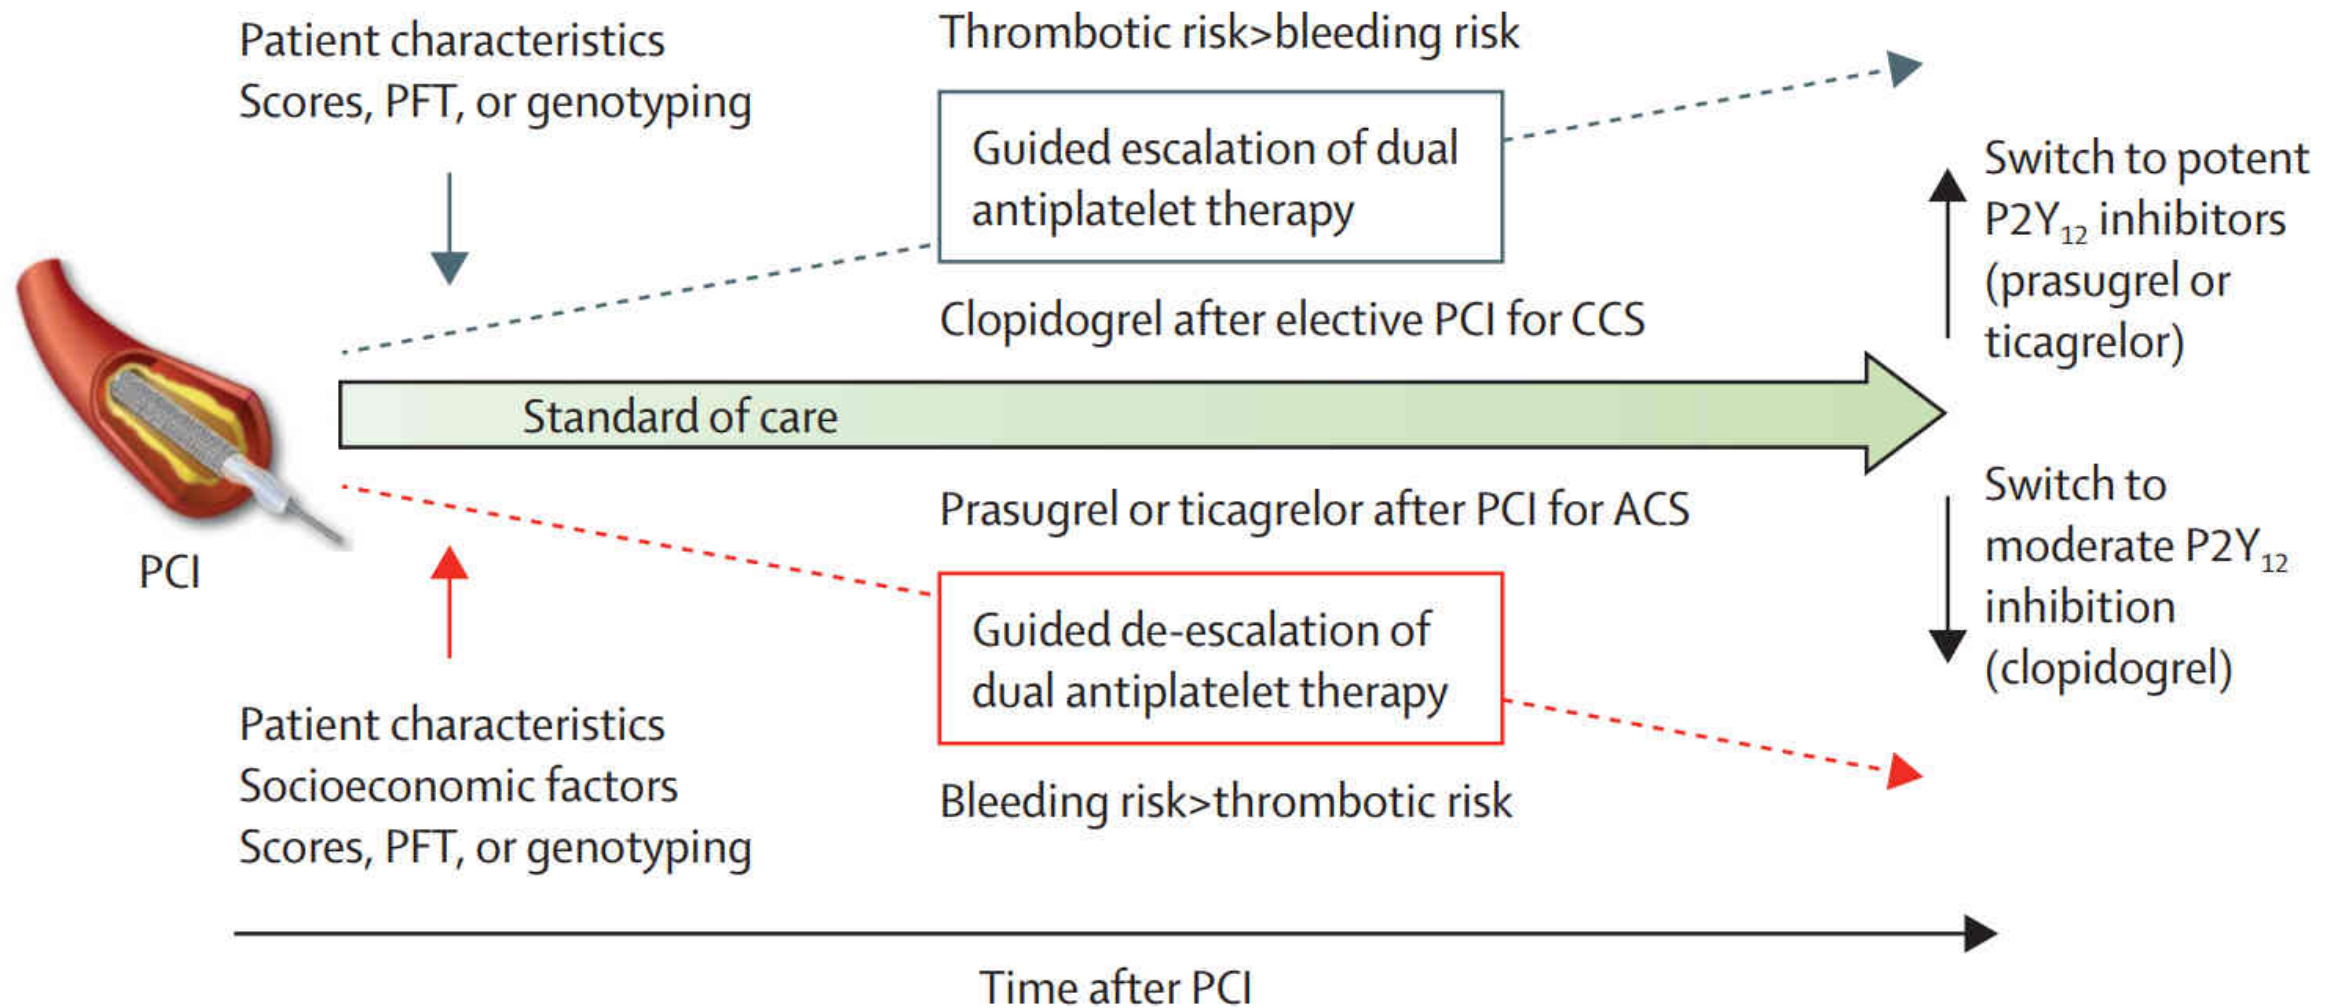 Patient characteristics
Scores, PFT, or genotyping
Thrombotic risk>bleeding risk
Guided escalation of dual
antiplatelet therapy
Switch to potent
P2Y12 inhibitors
(prasugrel or
ticagrelor)
Clopidogrel after elective PCI for CCS
Standard of care
PCI
Prasugrel or ticagrelor after PCI for ACS
Switch to
moderate P2Y12
inhibition
(clopidogrel)
Guided de-escalation of
dual antiplatelet therapy
Patient characteristics
Socioeconomic factors
Scores, PFT, or genotyping
Bleeding risk>thrombotic risk
Time after PCI